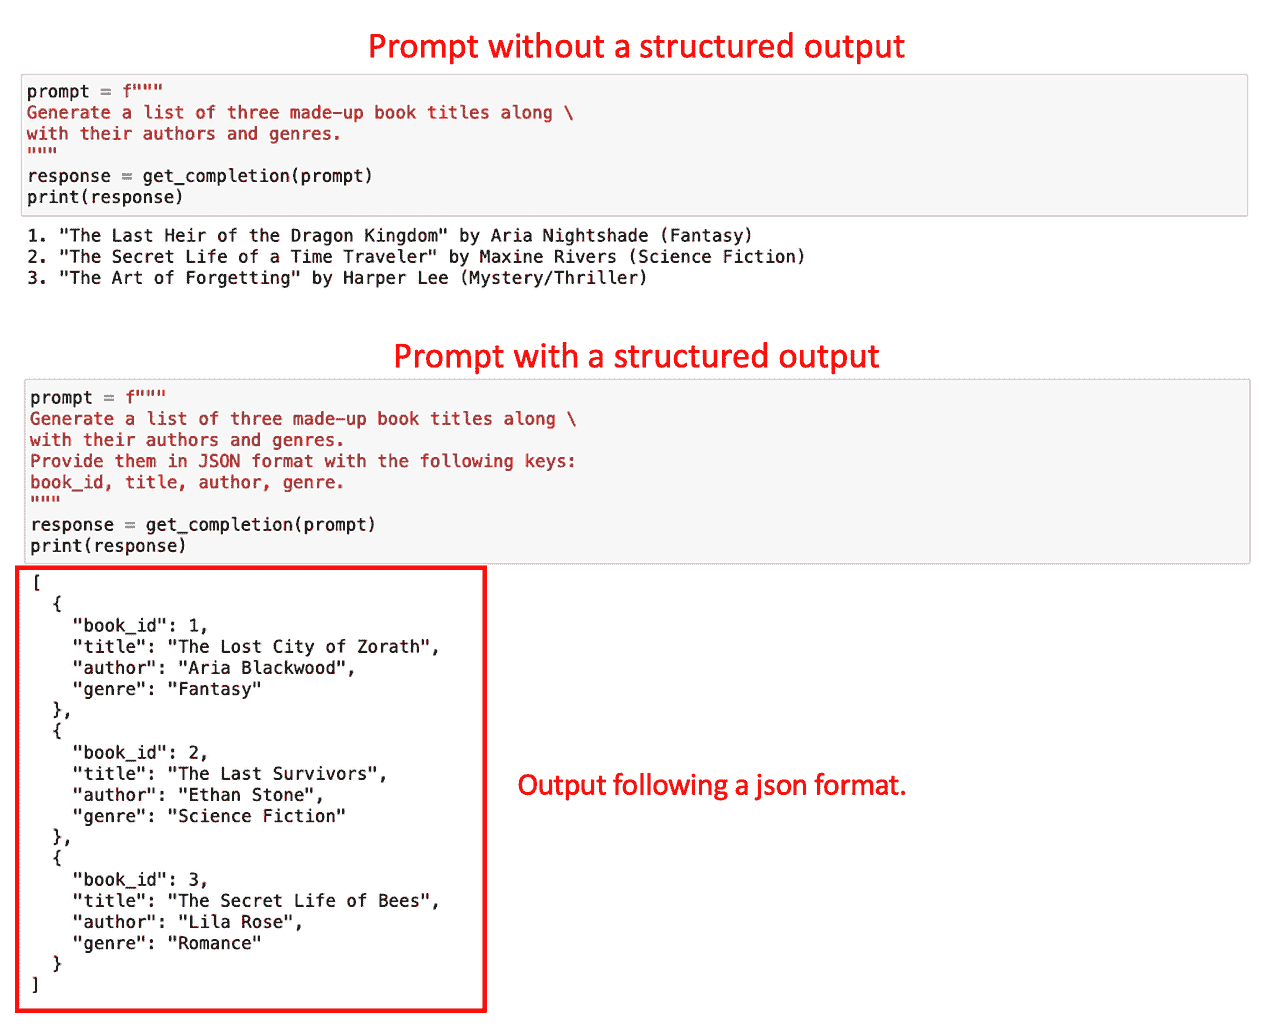 Prompt without a structured output
prompt = f"""
Generate a list of three made-up book titles along \
with their authors and genres.
"""
response = get_completion(prompt)
print(response)
1. "The Last Heir of the Dragon Kingdom" by Aria Nightshade (Fantasy)
2. "The Secret Life of a Time Traveler" by Maxine Rivers (Science Fiction)
3. "The Art of Forgetting" by Harper Lee (Mystery/Thriller)
Prompt with a structured output
prompt = f"""
Generate a list of three made-up book titles along \
with their authors and genres.
Provide them in JSON format with the following keys:
book_id, title, author, genre.
"""
response = get_completion(prompt)
print(response)
[
  {
    "book_id": 1,
    "title": "The Lost City of Zorath",
    "author": "Aria Blackwood",
    "genre": "Fantasy"
  },
  {
    "book_id": 2,
    "title": "The Last Survivors",
    "author": "Ethan Stone",
    "genre": "Science Fiction"
  },
  {
    "book_id": 3,
    "title": "The Secret Life of Bees",
    "author": "Lila Rose",
    "genre": "Romance"
  }
]
Output following a json format.